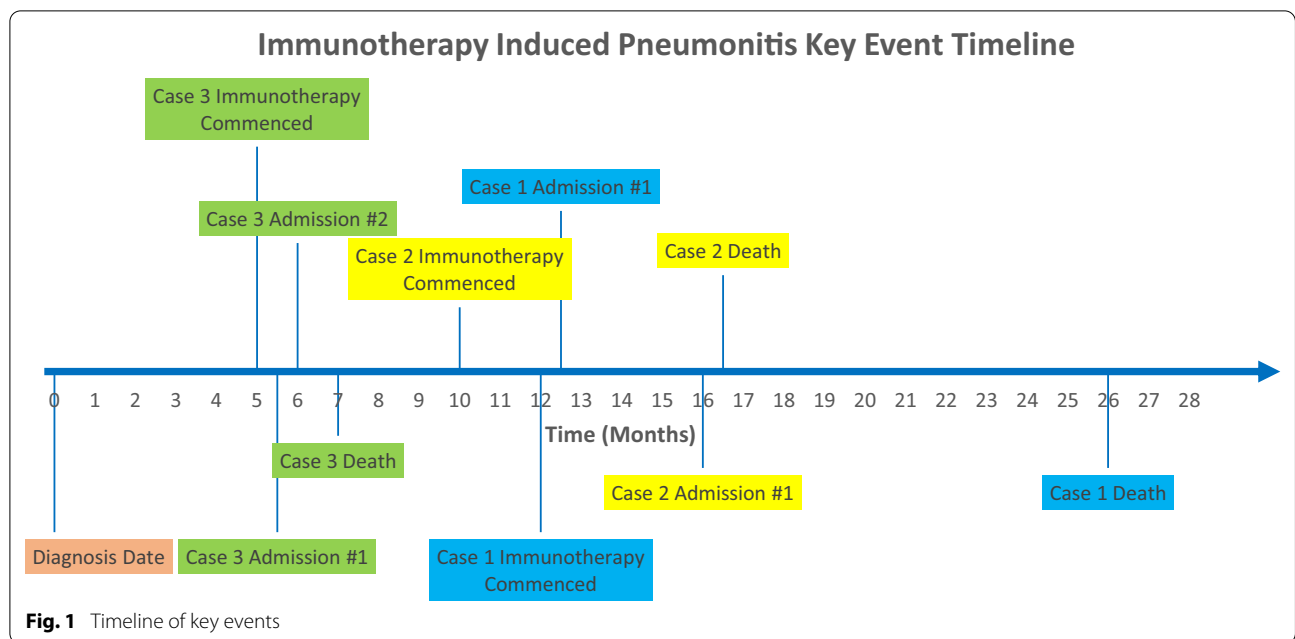 Immunotherapy Induced Pneumonitis Key Event Timeline
Case 3 Immunotherapy
Commenced
Case 1 Admission #1
Case 3 Admission #2
Case 2 Immunotherapy
Commenced
Case 2 Death
0 1 2 3 4 5 6 7 8 9 10 11 12 13 14 15 16 17 18 19 20 21 22 23 24 25 26 27 28
Time (Months)
Case 3 Death
Case 2 Admission #1
Case 1 Death
Diagnosis Date
Case 3 Admission #1
Case 1 Immunotherapy
Commenced
Fig. 1 Timeline of key events